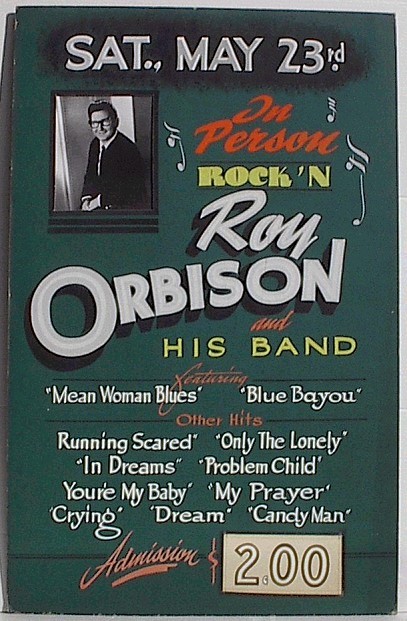 SAT., MAY 23rd
In
Person
ROCK 'N
Roy
ORBISON
and
HIS BAND
featuring
"Mean Woman Blues" "Blue Bayou"
Other Hits
Running Scared" "Only The Lonely"
"In Dreams" "Problem Child"
You're My Baby" "My Prayer"
"Crying" "Dream" "Candy Man"
Admission $ 2.00